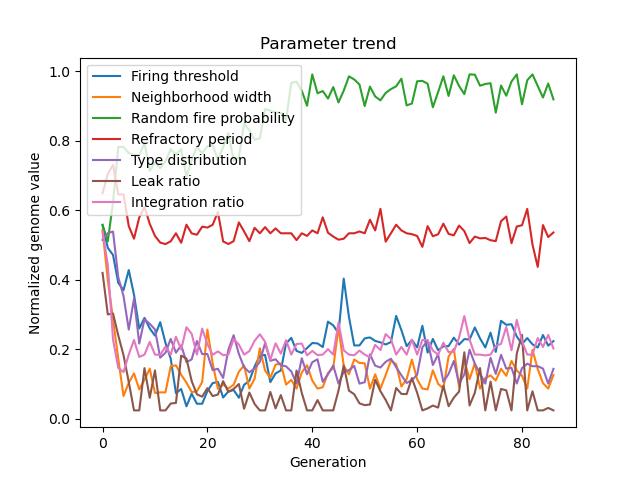 Parameter trend
1.0
0.8
0.6
0.4
0.2
0.0
Normalized genome value
Firing threshold
Neighborhood width
Random fire probability
Refractory period
Type distribution
Leak ratio
Integration ratio
0 20 40 60 80
Generation